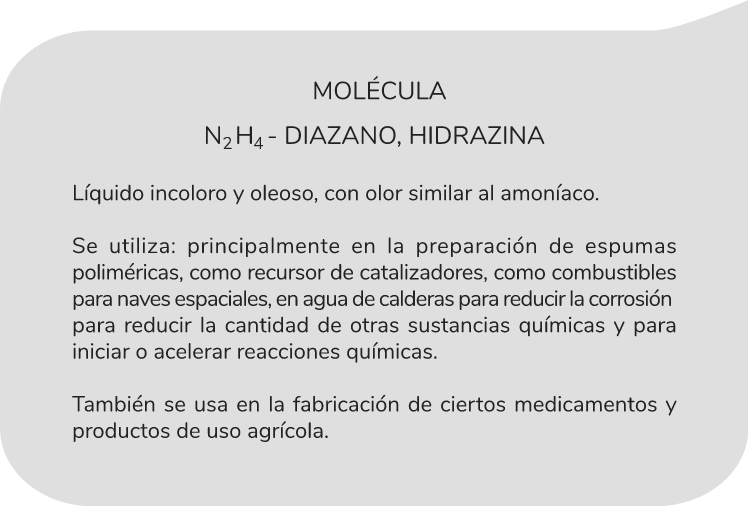 MOLÉCULA
N₂H₄ - DIAZANO, HIDRAZINA
Líquido incoloro y oleoso, con olor similar al amoníaco.
Se utiliza: principalmente en la preparación de espumas
poliméricas, como recursor de catalizadores, como combustibles
para naves espaciales, en agua de calderas para reducir la corrosión
para reducir la cantidad de otras sustancias químicas y para
iniciar o acelerar reacciones químicas.
También se usa en la fabricación de ciertos medicamentos y
productos de uso agrícola.